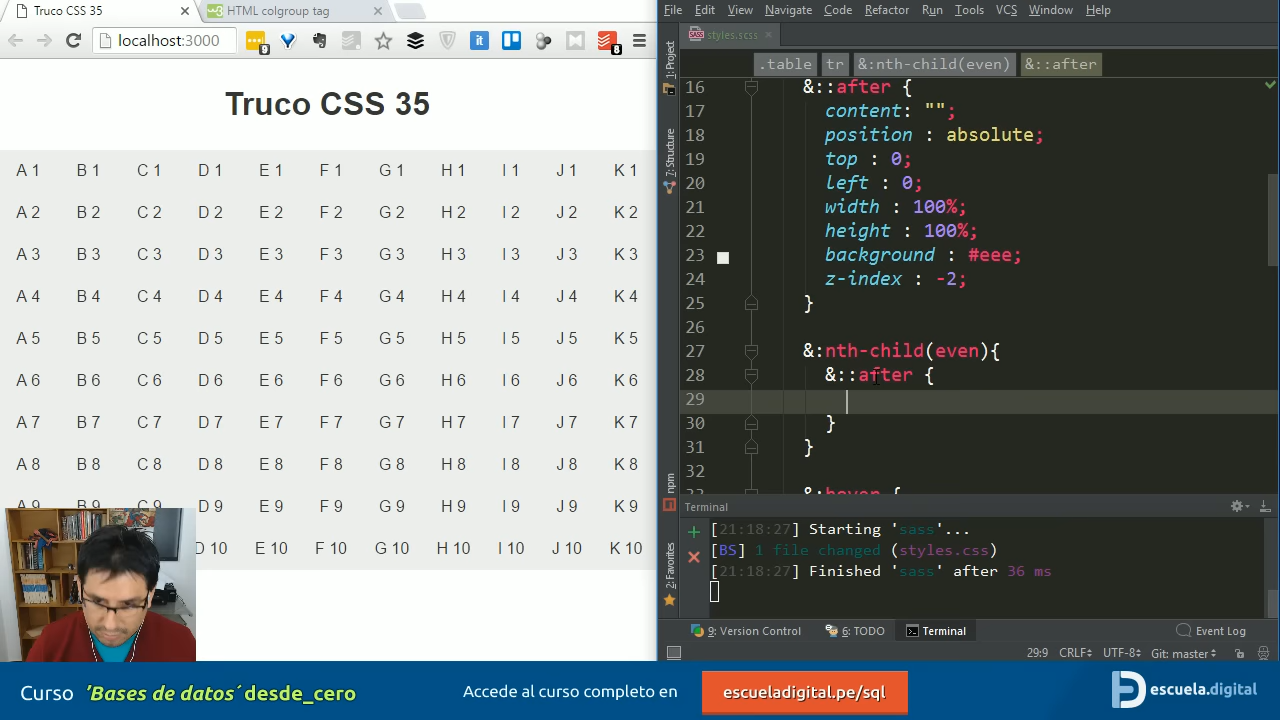 Truco CSS 35
HTML colgroup tag
localhost:3000
9
it
8
Truco CSS 35
A 1 B 1 C 1 D 1 E 1 F 1 G 1 H 1 I 1 J 1 K 1
A 2 B 2 C 2 D 2 E 2 F 2 G 2 H 2 I 2 J 2 K 2
A 3 B 3 C 3 D 3 E 3 F 3 G 3 H 3 I 3 J 3 K 3
A 4 B 4 C 4 D 4 E 4 F 4 G 4 H 4 I 4 J 4 K 4
A 5 B 5 C 5 D 5 E 5 F 5 G 5 H 5 I 5 J 5 K 5
A 6 B 6 C 6 D 6 E 6 F 6 G 6 H 6 I 6 J 6 K 6
A 7 B 7 C 7 D 7 E 7 F 7 G 7 H 7 I 7 J 7 K 7
A 8 B 8 C 8 D 8 E 8 F 8 G 8 H 8 I 8 J 8 K 8
A 9 B 9 C 9 D 9 E 9 F 9 G 9 H 9 I 9 J 9 K 9
D 10 E 10 F 10 G 10 H 10 I 10 J 10 K 10
File Edit View Navigate Code Refactor Run Tools VCS Window Help
styles.scss
.table tr &:nth-child(even) &::after
1: Project
7: Structure
npm
2: Favorites
16 &::after {
17 content: "";
18 position : absolute;
19 top : 0;
20 left : 0;
21 width : 100%;
22 height : 100%;
23 background : #eee;
24 z-index : -2;
25 }
26
27 &:nth-child(even){
28 &::after {
29
30 }
31 }
32
Terminal
[21:18:27] Starting 'sass'...
[BS] 1 file changed (styles.css)
[21:18:27] Finished 'sass' after 36 ms
9: Version Control 6: TODO Terminal Event Log
29:9 CRLF UTF-8 Git: master
Curso 'Bases de datos´ desde_cero
Accede al curso completo en
escueladigital.pe/sql
escuela.digital